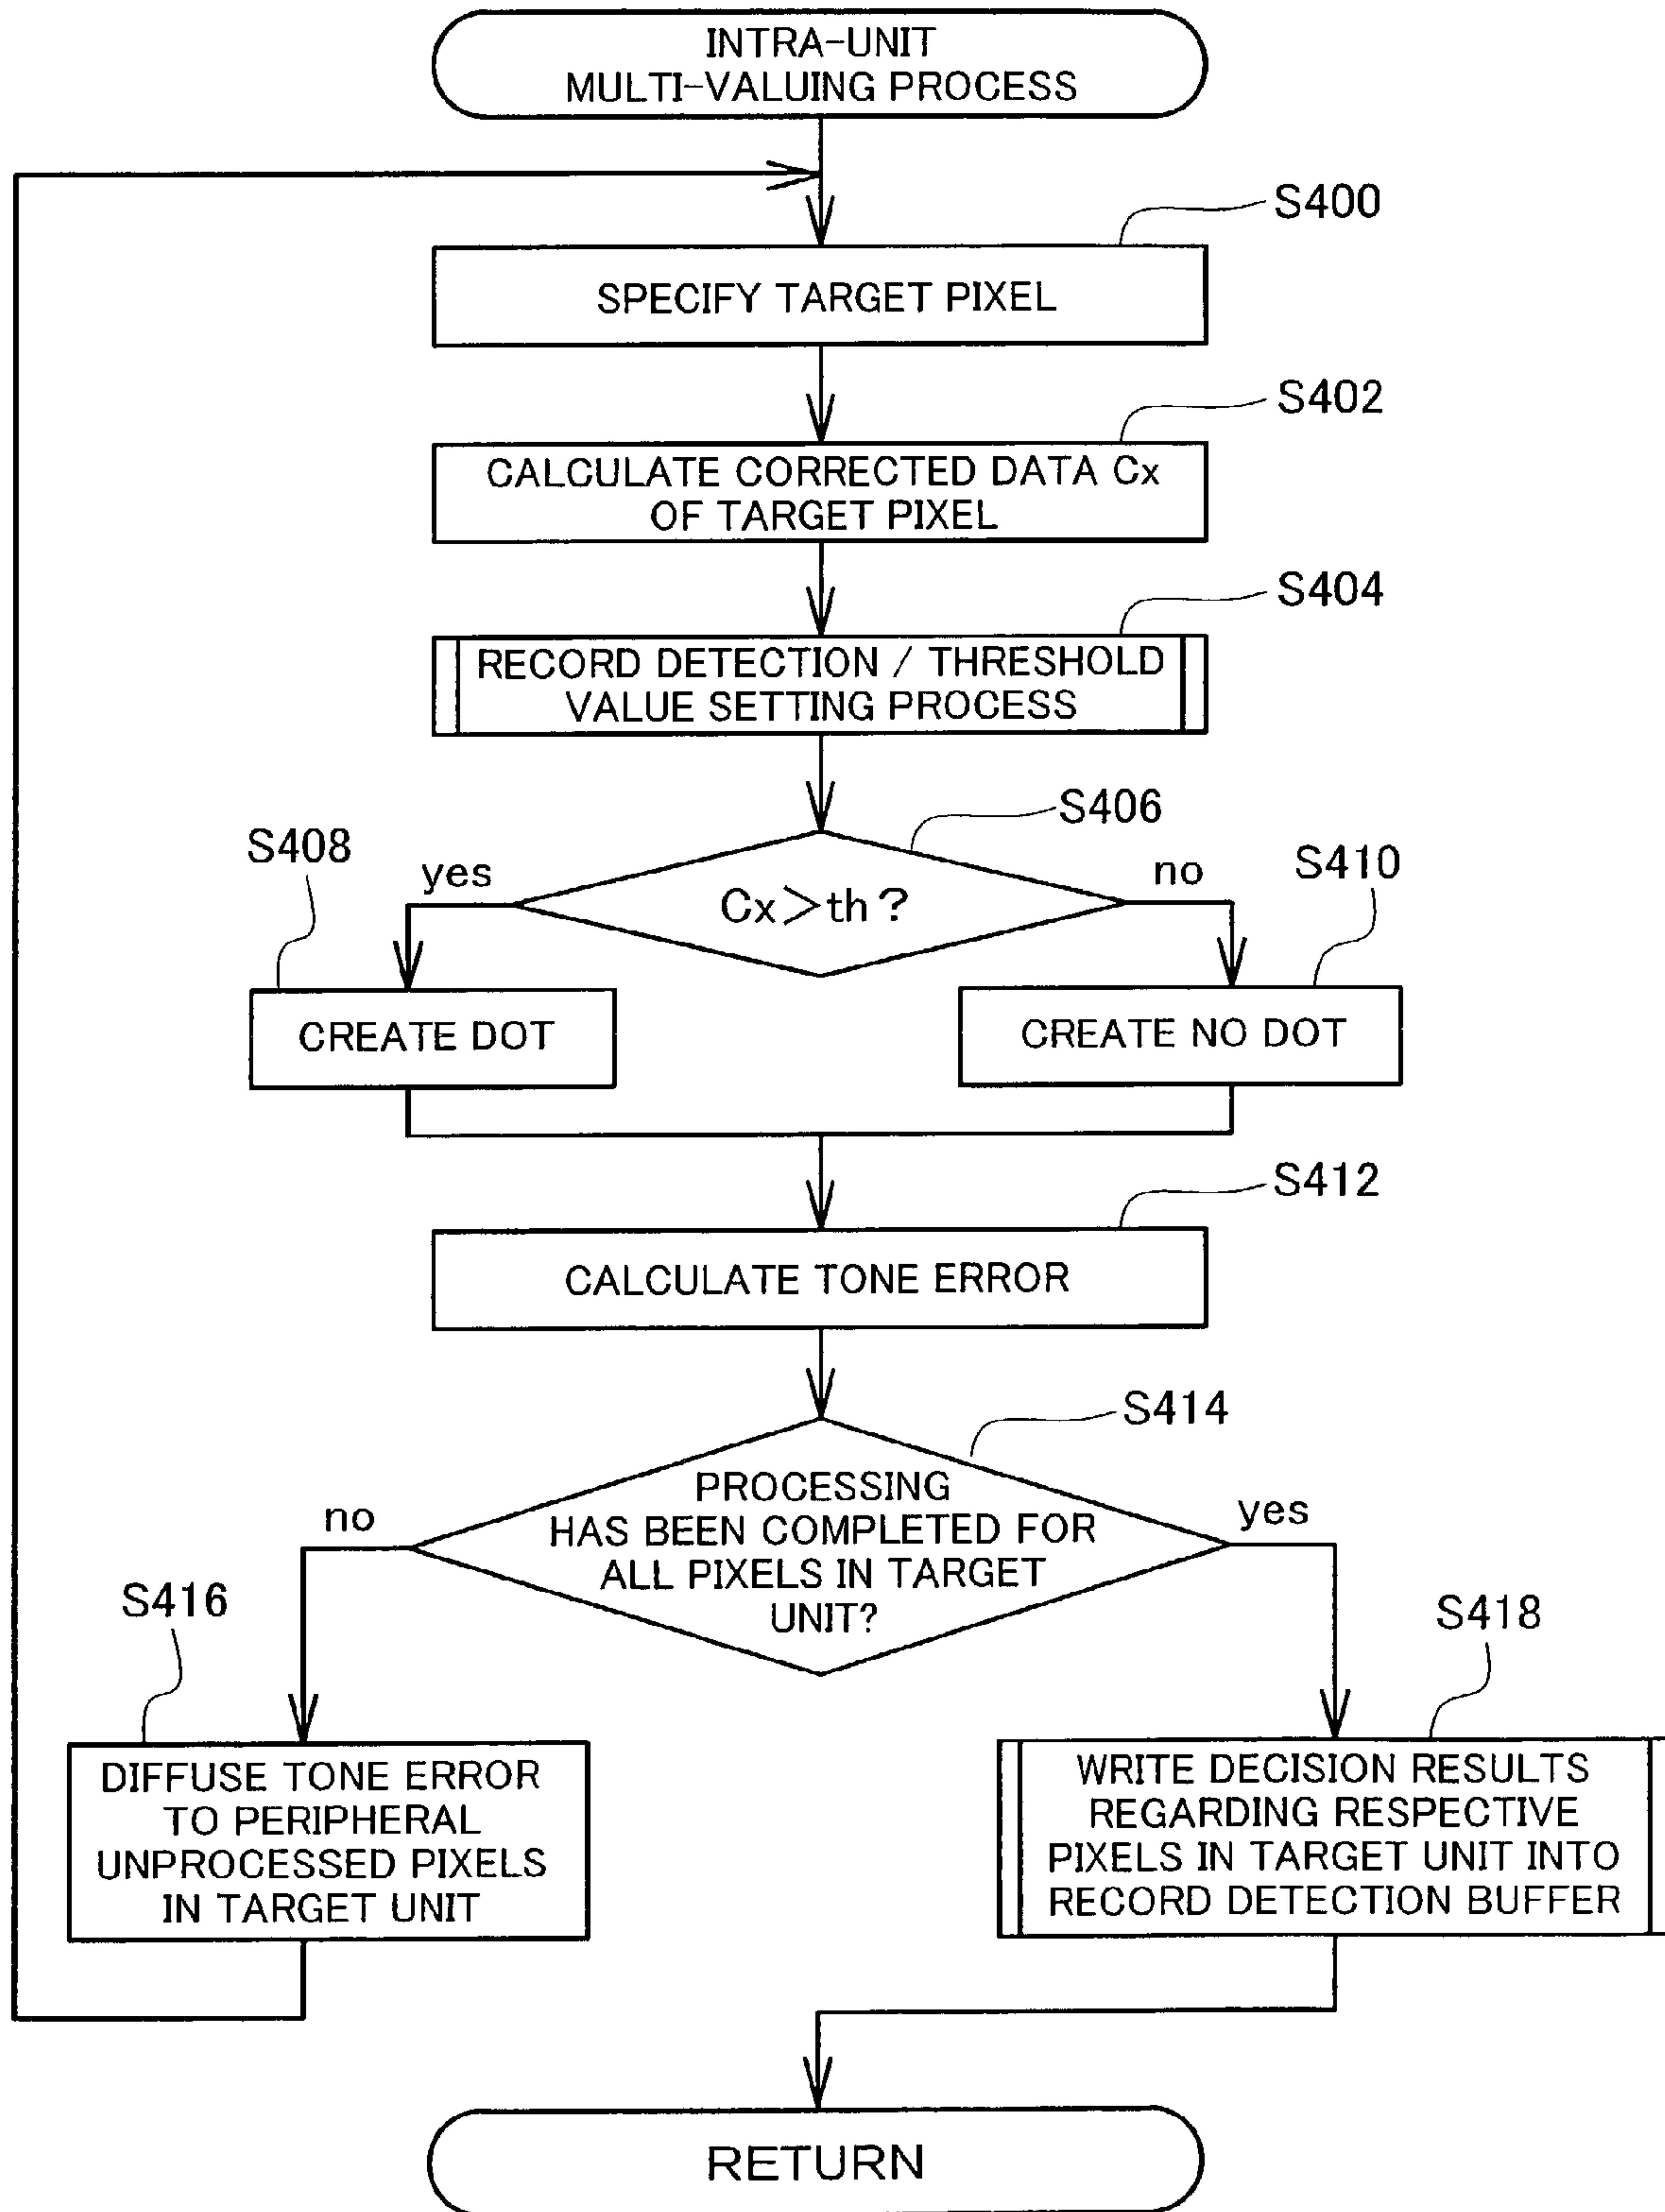 INTRA-UNIT
MULTI-VALUING PROCESS
S400
SPECIFY TARGET PIXEL
S402
CALCULATE CORRECTED DATA Cx
OF TARGET PIXEL
S404
RECORD DETECTION / THRESHOLD
VALUE SETTING PROCESS
S406
S408
yes
no
S410
Cx>th?
CREATE DOT
CREATE NO DOT
S412
CALCULATE TONE ERROR
S414
no
yes
PROCESSING
HAS BEEN COMPLETED FOR
ALL PIXELS IN TARGET
UNIT?
S416
S418
DIFFUSE TONE ERROR
TO PERIPHERAL
UNPROCESSED PIXELS
IN TARGET UNIT
WRITE DECISION RESULTS
REGARDING RESPECTIVE
PIXELS IN TARGET UNIT INTO
RECORD DETECTION BUFFER
RETURN